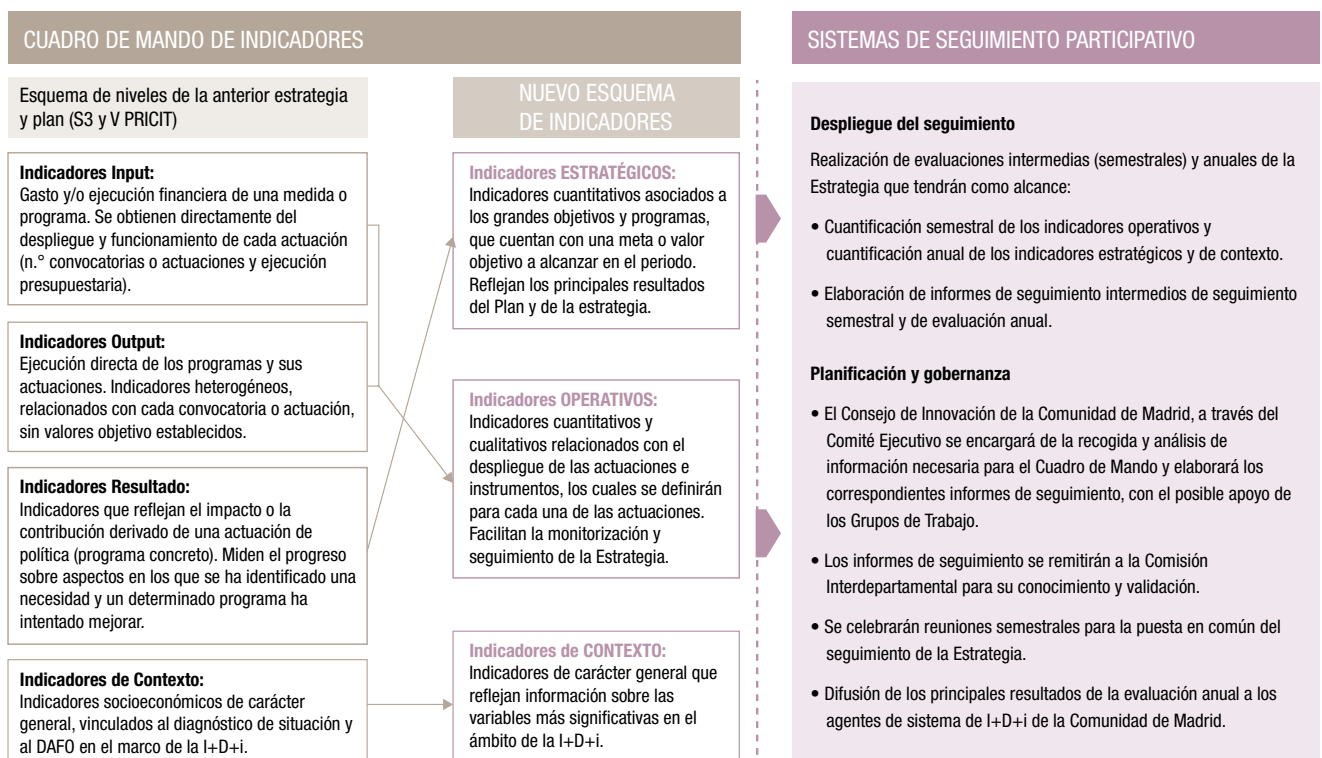 CUADRO DE MANDO DE INDICADORES
Esquema de niveles de la anterior estrategia
y plan (S3 y V PRICIT)
Indicadores Input:
Gasto y/o ejecución financiera de una medida o
programa. Se obtienen directamente del
despliegue y funcionamiento de cada actuación
(n.° convocatorias o actuaciones y ejecución
presupuestaria).
Indicadores Output:
Ejecución directa de los programas y sus
actuaciones. Indicadores heterogéneos,
relacionados con cada convocatoria o actuación,
sin valores objetivo establecidos.
Indicadores Resultado:
Indicadores que reflejan el impacto o la
contribución derivado de una actuación de
política (programa concreto). Miden el progreso
sobre aspectos en los que se ha identificado una
necesidad y un determinado programa ha
intentado mejorar.
Indicadores de Contexto:
Indicadores socioeconómicos de carácter
general, vinculados al diagnóstico de situación y
al DAFO en el marco de la I+D+i.
NUEVO ESQUEMA
DE INDICADORES
Indicadores ESTRATÉGICOS:
Indicadores cuantitativos asociados a
los grandes objetivos y programas,
que cuentan con una meta o valor
objetivo a alcanzar en el periodo.
Reflejan los principales resultados
del Plan y de la estrategia.
Indicadores OPERATIVOS:
Indicadores cuantitativos y
cualitativos relacionados con el
despliegue de las actuaciones e
instrumentos, los cuales se definirán
para cada una de las actuaciones.
Facilitan la monitorización y
seguimiento de la Estrategia.
Indicadores de CONTEXTO:
Indicadores de carácter general que
reflejan información sobre las
variables más significativas en el
ámbito de la I+D+i.
SISTEMAS DE SEGUIMIENTO PARTICIPATIVO
Despliegue del seguimiento
Realización de evaluaciones intermedias (semestrales) y anuales de la
Estrategia que tendrán como alcance:
• Cuantificación semestral de los indicadores operativos y
cuantificación anual de los indicadores estratégicos y de contexto.
• Elaboración de informes de seguimiento intermedios de seguimiento
semestral y de evaluación anual.
Planificación y gobernanza
• El Consejo de Innovación de la Comunidad de Madrid, a través del
Comité Ejecutivo se encargará de la recogida y análisis de
información necesaria para el Cuadro de Mando y elaborará los
correspondientes informes de seguimiento, con el posible apoyo de
los Grupos de Trabajo.
• Los informes de seguimiento se remitirán a la Comisión
Interdepartamental para su conocimiento y validación.
• Se celebrarán reuniones semestrales para la puesta en común del
seguimiento de la Estrategia.
• Difusión de los principales resultados de la evaluación anual a los
agentes de sistema de I+D+i de la Comunidad de Madrid.